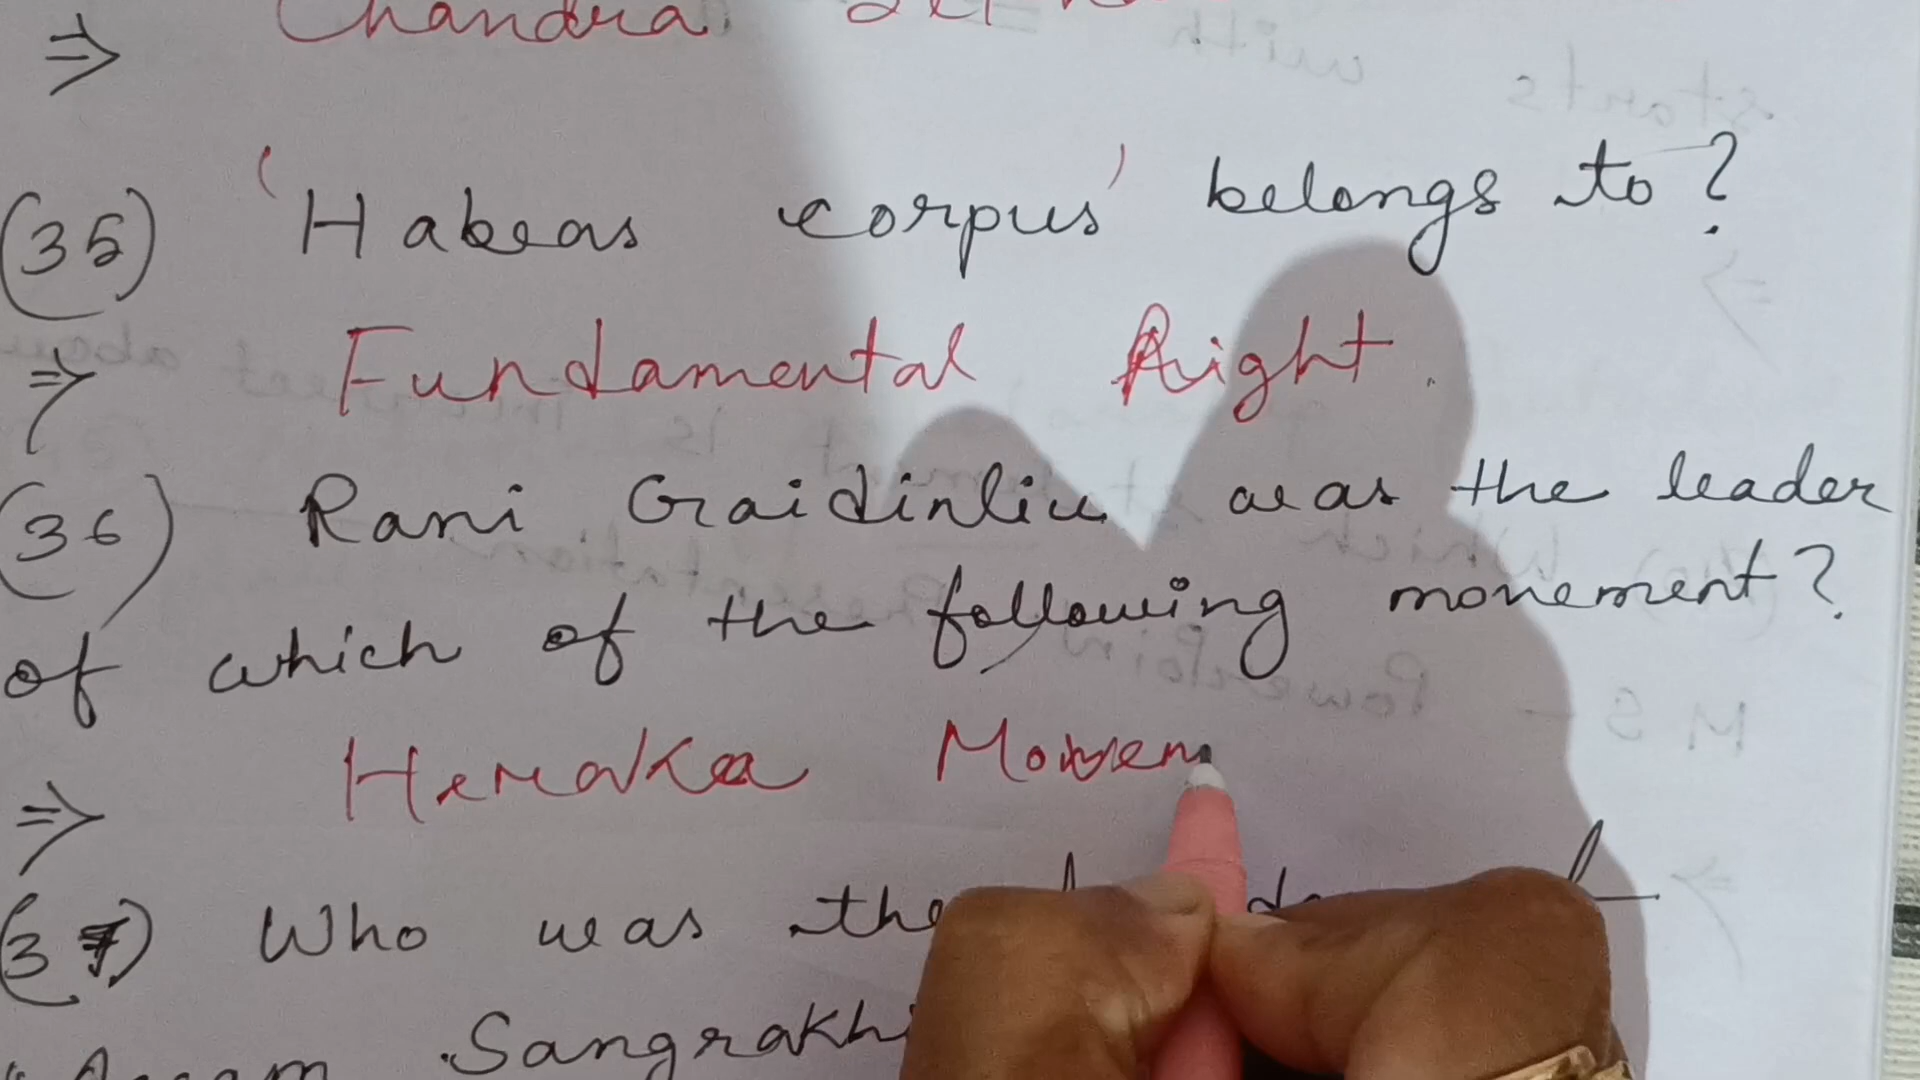 ⇒ Chandra
(35) 'Habeas corpus' belongs to?
⇒ Fundamental Right.
(36) Rani Gaidinliu was the leader
of which of the following movement?
⇒ Heraka Movem
(37) Who was the
Sangrakh